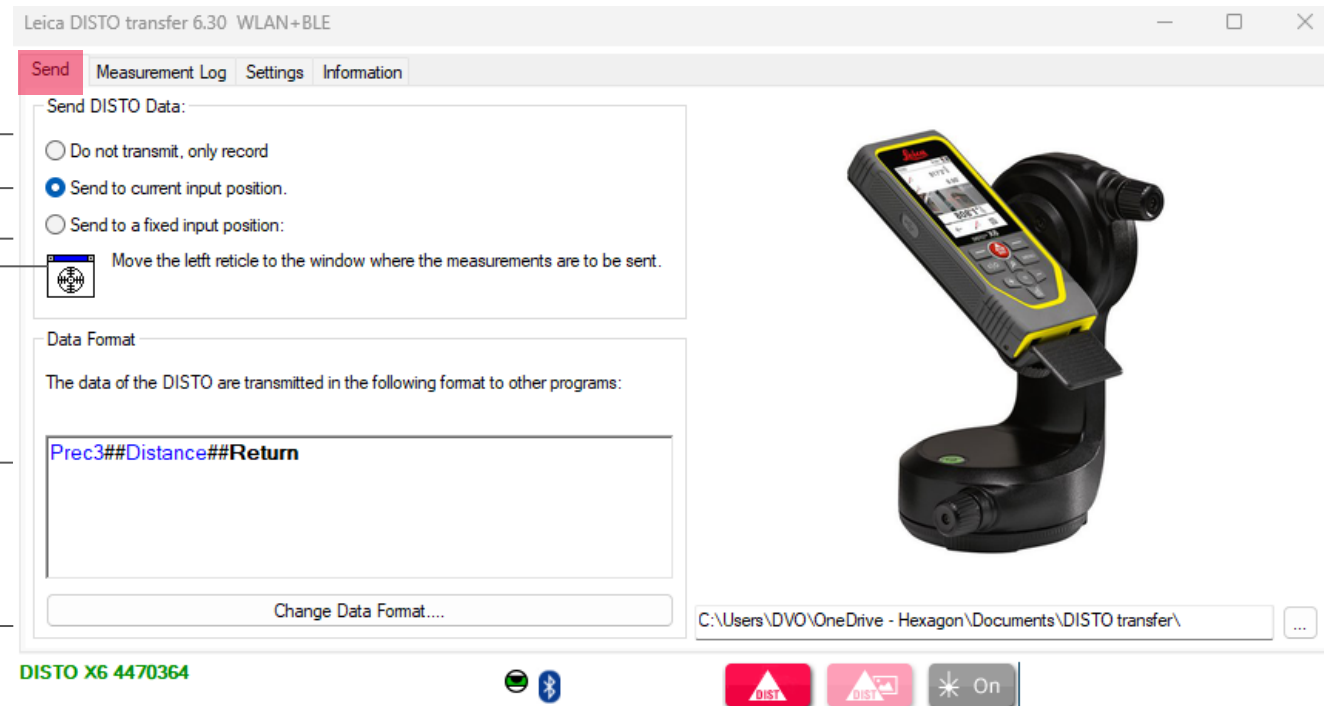 Leica DISTO transfer 6.30 WLAN+BLE
Send Measurement Log Settings Information
Send DISTO Data:
Do not transmit, only record
Send to current input position.
Send to a fixed input position:
Move the letft reticle to the window where the measurements are to be sent.
Data Format
The data of the DISTO are transmitted in the following format to other programs:
Prec3##Distance##Return
Change Data Format....
Leica
X6
C:\Users\DVO\OneDrive - Hexagon\Documents\DISTO transfer\
...
DISTO X6 4470364
DIST
DIST
On